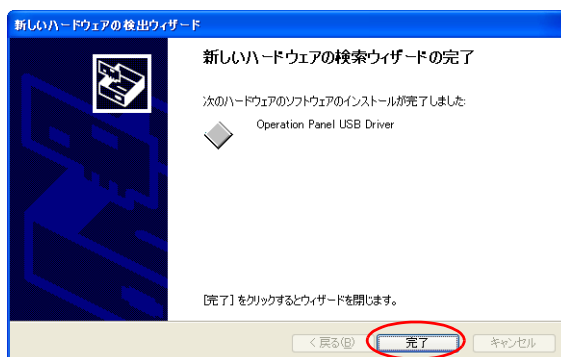 新しいハードウェアの検出ウィザード
新しいハードウェアの検索ウィザードの完了
次のハードウェアのソフトウェアのインストールが完了しました:
Operation Panel USB Driver
[完了] をクリックするとウィザードを閉じます。
< 戻る(B)
完了
キャンセル